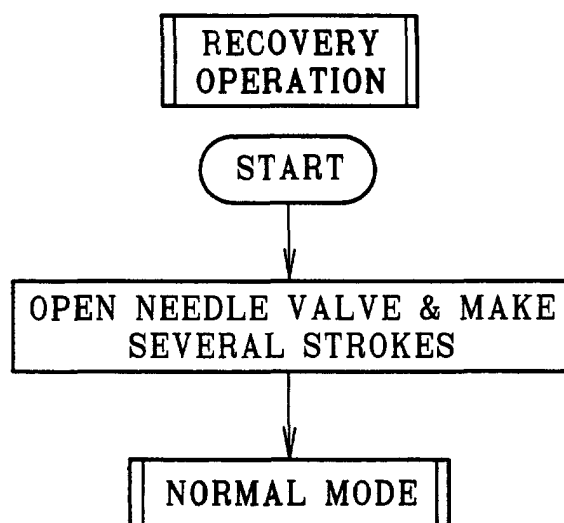 RECOVERY
OPERATION
START
OPEN NEEDLE VALVE & MAKE
SEVERAL STROKES
NORMAL MODE